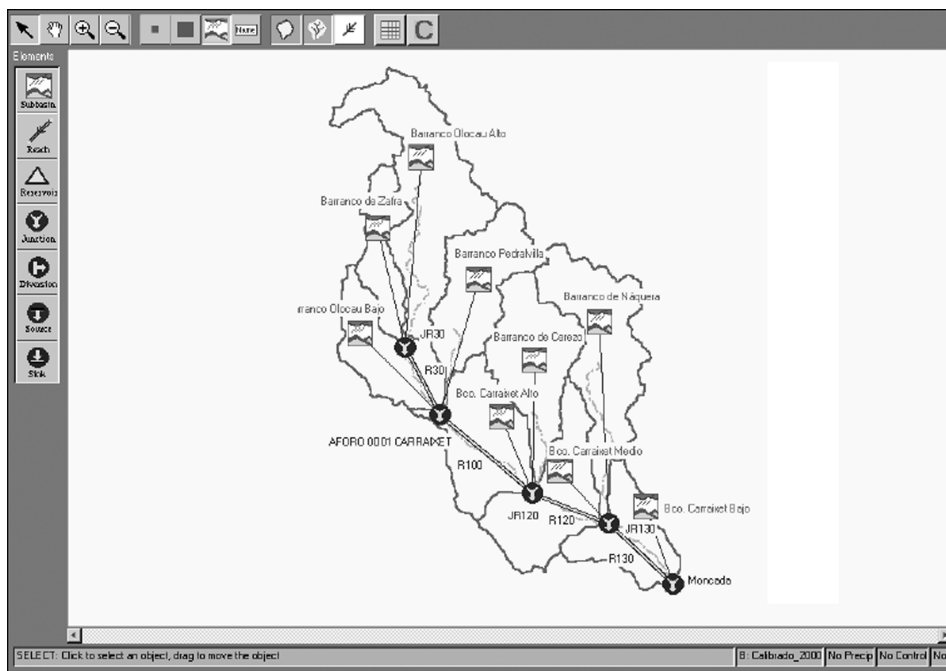 Name
C
Elements
Subbasin
Reach
Reservoir
Junction
Diversion
Source
Sink
Barranco Olocau Alto
Barranco de Zafra
Barranco Pedralvilla
Barranco de Náquera
rranco Olocau Bajo
JR30
Barranco de Carezo
R30
Bco. Carraixet Alto
AFORO 0001 CARRAIXET
Bco. Carraixet Medio
R100
JR120
R120
Bco. Carraixet Bajo
JR130
R130
Moncada
SELECT: Click to select an object, drag to move the object
B: Calibrado_2000
No Precip
No Control
No